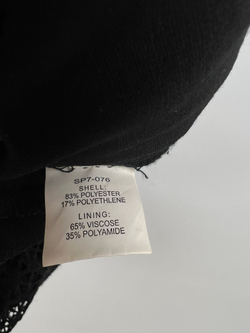 SP7-076
SHELL:
83% POLYESTER
17% POLYETHLENE
LINING:
65% VISCOSE
35% POLYAMIDE